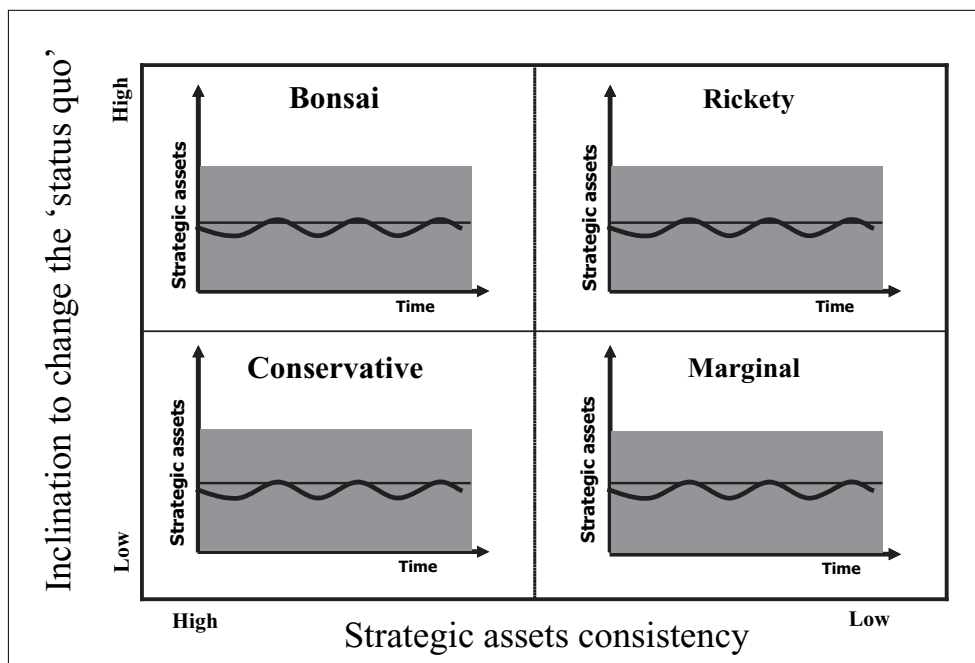 Inclination to change the ‘status quo’
High
Low
Bonsai
Strategic assets
Time
Rickety
Strategic assets
Time
Conservative
Strategic assets
Time
Marginal
Strategic assets
Time
High
Low
Strategic assets consistency